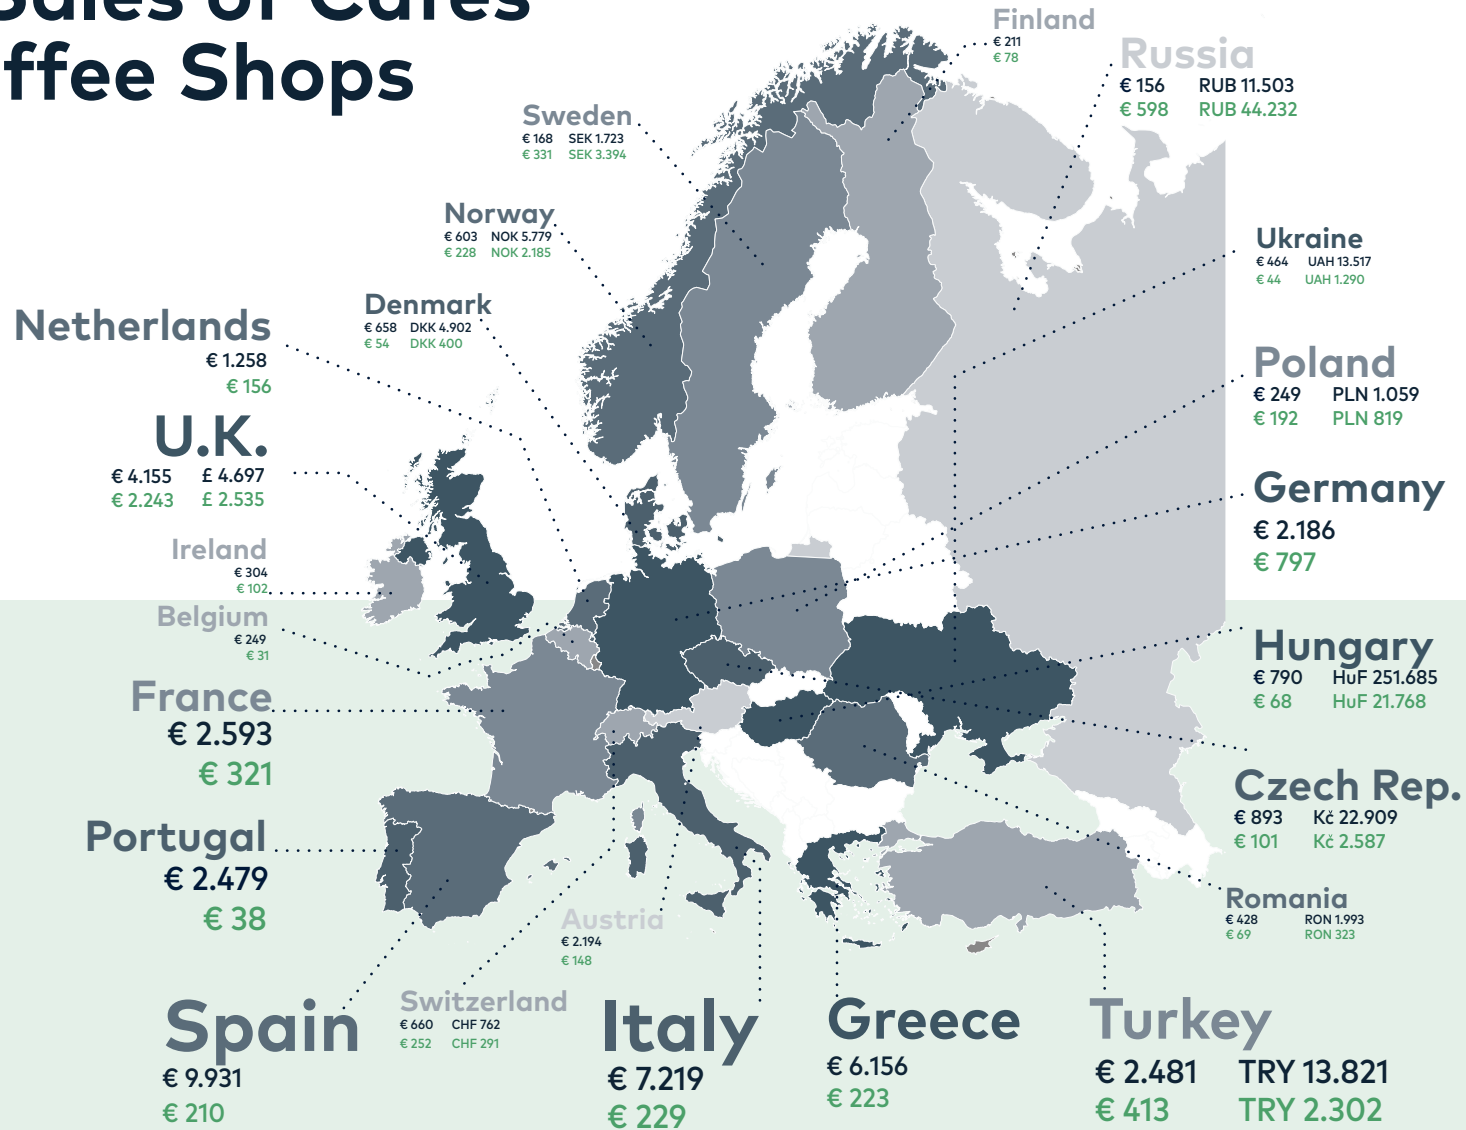 ffee Shops
Finland
€ 211
€ 78
Russia
€ 156 RUB 11.503
€ 598 RUB 44.232
Sweden
€ 168 SEK 1.723
€ 331 SEK 3.394
Norway
€ 603 NOK 5.779
€ 228 NOK 2.185
Ukraine
€ 464 UAH 13.517
€ 44 UAH 1.290
Denmark
€ 658 DKK 4.902
€ 54 DKK 400
Netherlands
€ 1.258
€ 156
Poland
€ 249 PLN 1.059
€ 192 PLN 819
U.K.
€ 4.155 £ 4.697
€ 2.243 £ 2.535
Germany
€ 2.186
€ 797
Ireland
€ 304
€ 102
Belgium
€ 249
€ 31
Hungary
€ 790 HuF 251.685
€ 68 HuF 21.768
France
€ 2.593
€ 321
Czech Rep.
€ 893 Kč 22.909
€ 101 Kč 2.587
Portugal
€ 2.479
€ 38
Romania
€ 428 RON 1.993
€ 69 RON 323
Austria
€ 2.194
€ 148
Spain
€ 9.931
€ 210
Switzerland
€ 660 CHF 762
€ 252 CHF 291
Italy
€ 7.219
€ 229
Greece
€ 6.156
€ 223
Turkey
€ 2.481 TRY 13.821
€ 413 TRY 2.302